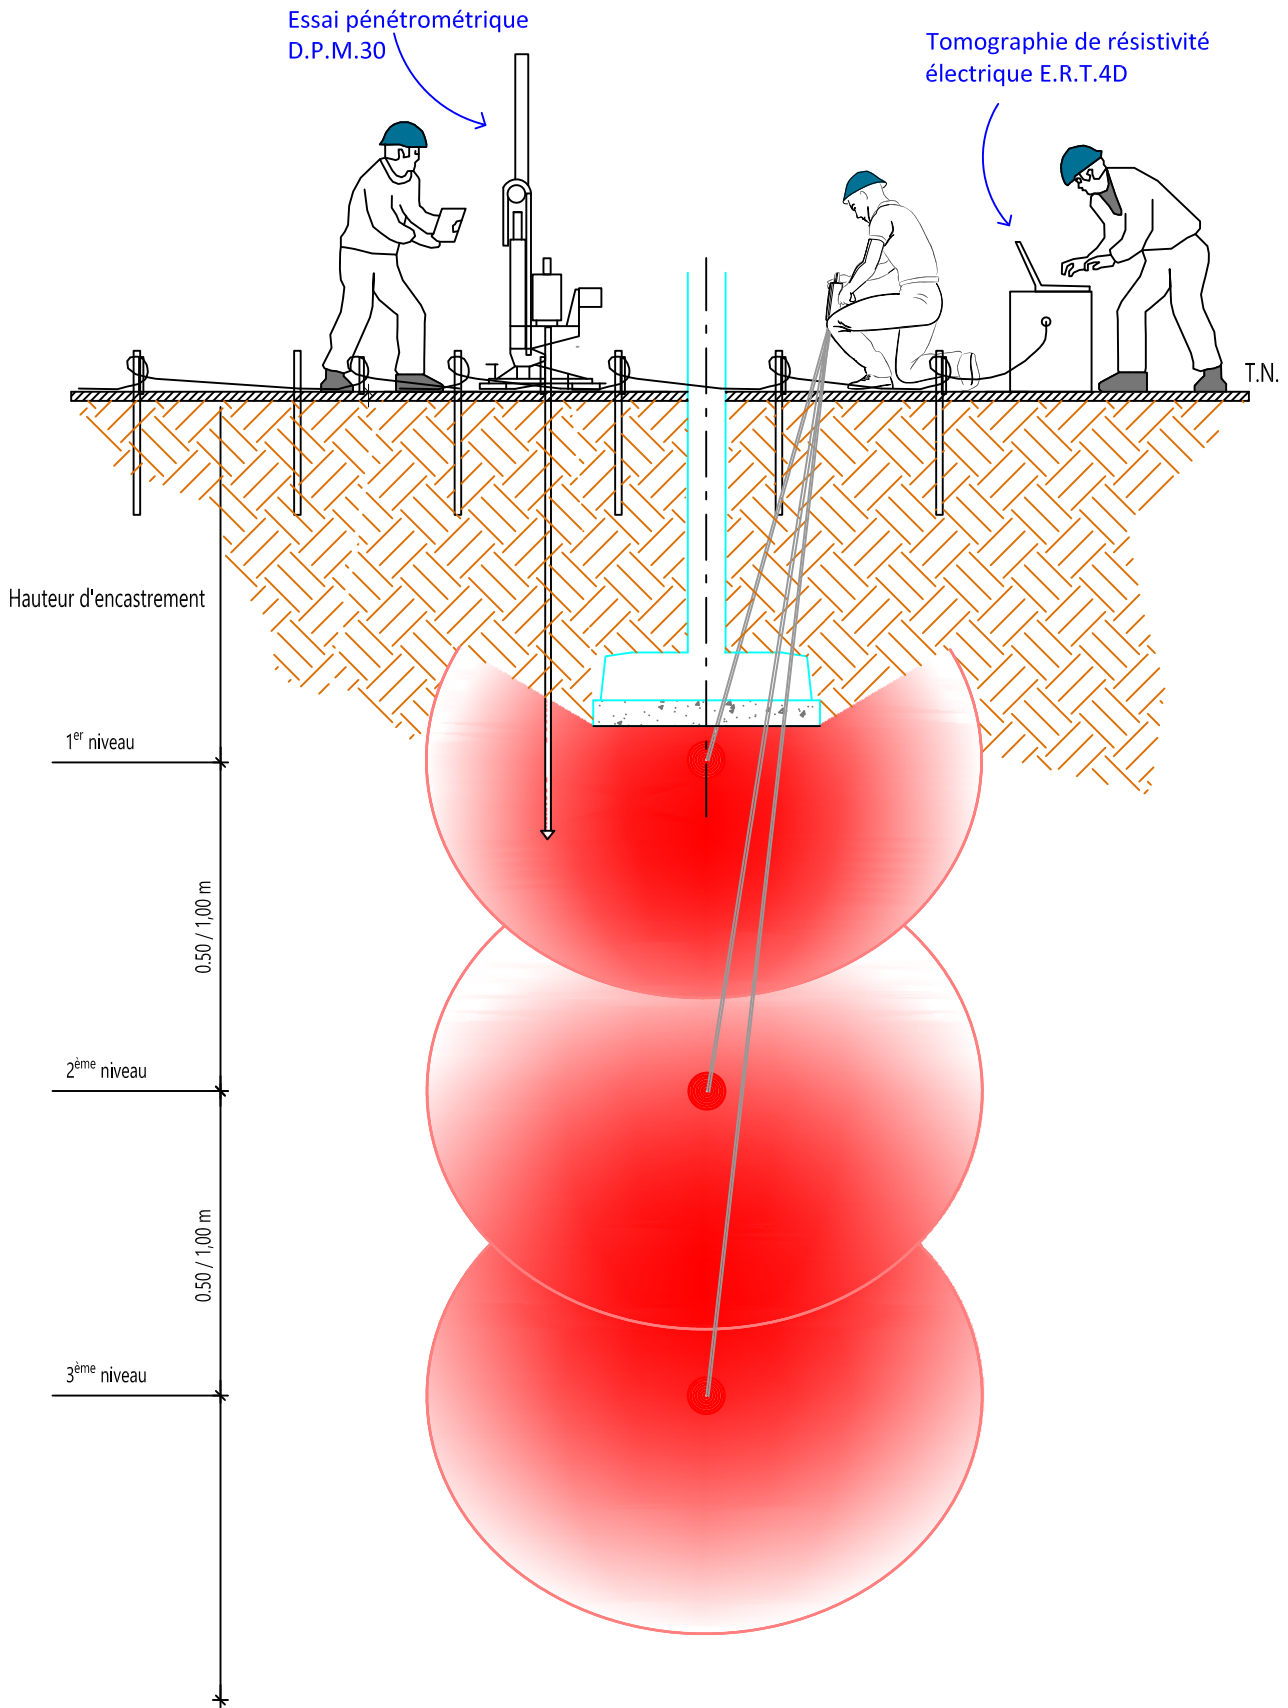 Essai pénétrométrique
D.P.M.30
Tomographie de résistivité
électrique E.R.T.4D
T.N.
Hauteur d'encastrement
1er niveau
0.50 / 1,00 m
2ème niveau
0.50 / 1,00 m
3ème niveau